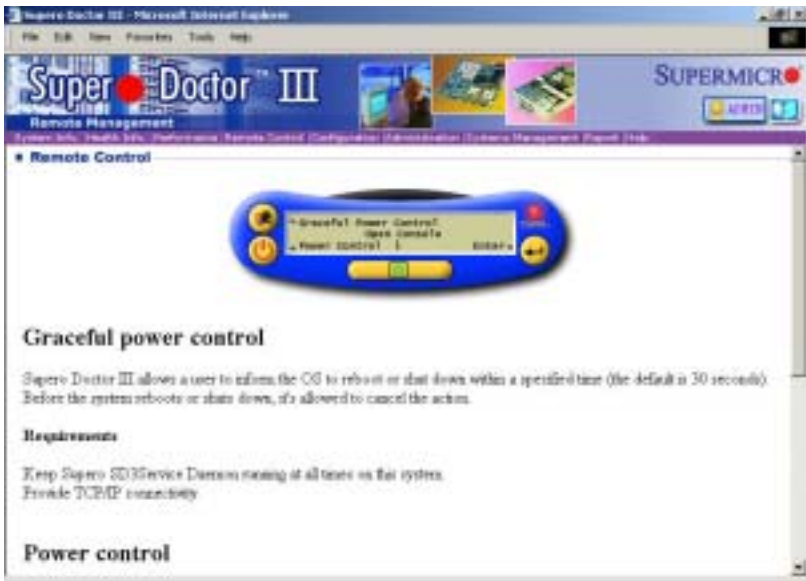 Supero Doctor III - Microsoft Internet Explorer
File Edit View Favorites Tools Help
Super Doctor III
SUPERMICRO
Remote Management
ADMIN
System Info. Health Info. Performance Remote Control Configuration Administration Systems Management Report Help
Remote Control
Graceful Power Control
Open Console
Power Control
Enter
Graceful power control
Supero Doctor III allows a user to inform the OS to reboot or shut down within a specified time (the default is 30 seconds).
Before the system reboots or shuts down, it's allowed to cancel the action.
Requirements
Keep Supero SD3Service Daemon running at all times on this system.
Provide TCP/IP connectivity
Power control